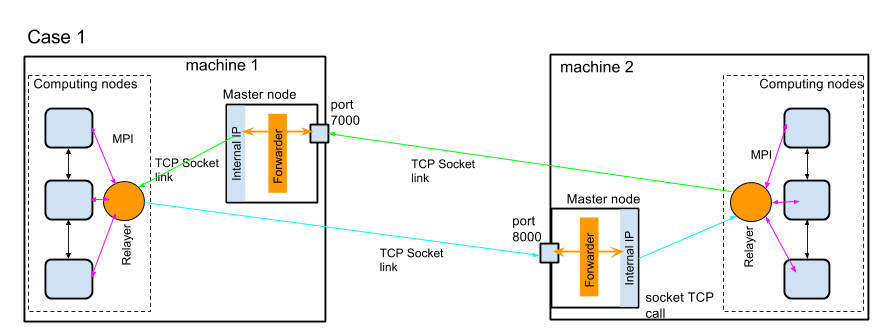 Case 1
machine 1
Computing nodes
Master node
port
7000
MPI
Internal IP
Forwarder
TCP Socket
link
Relayer
TCP Socket
link
TCP Socket
link
machine 2
Computing nodes
MPI
Master node
port
8000
Forwarder
Internal IP
Relayer
socket TCP
call